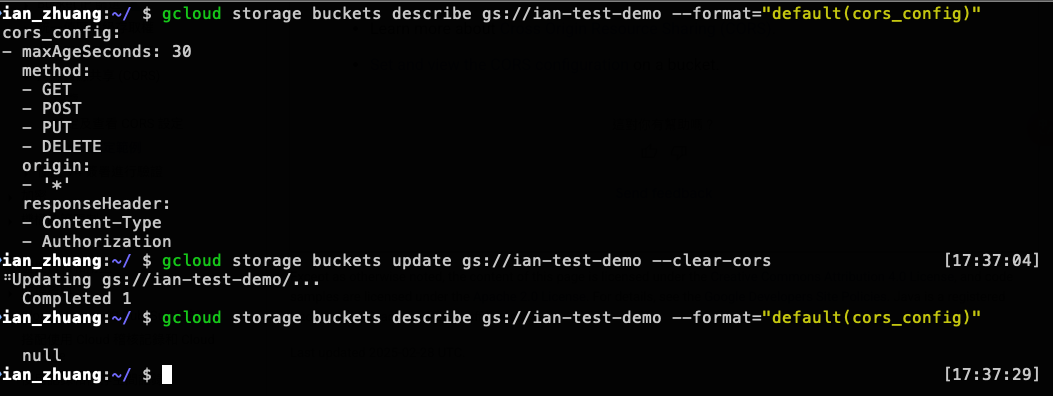 ian_zhuang:~/ $ gcloud storage buckets describe gs://ian-test-demo --format="default(cors_config)"
cors_config:
- maxAgeSeconds: 30
  method:
  - GET
  - POST
  - PUT
  - DELETE
  origin:
  - '*'
  responseHeader:
  - Content-Type
  - Authorization
ian_zhuang:~/ $ gcloud storage buckets update gs://ian-test-demo --clear-cors [17:37:04]
⠛Updating gs://ian-test-demo/...
  Completed 1
ian_zhuang:~/ $ gcloud storage buckets describe gs://ian-test-demo --format="default(cors_config)"
  null
ian_zhuang:~/ $ [17:37:29]